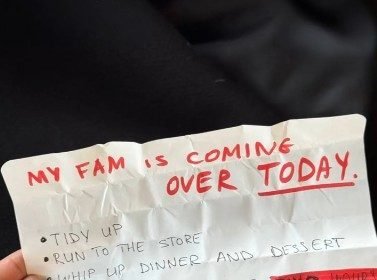 MY FAM IS COMING
OVER TODAY.
• TIDY UP
• RUN TO THE STORE
• WHIP UP DINNER AND DESSERT